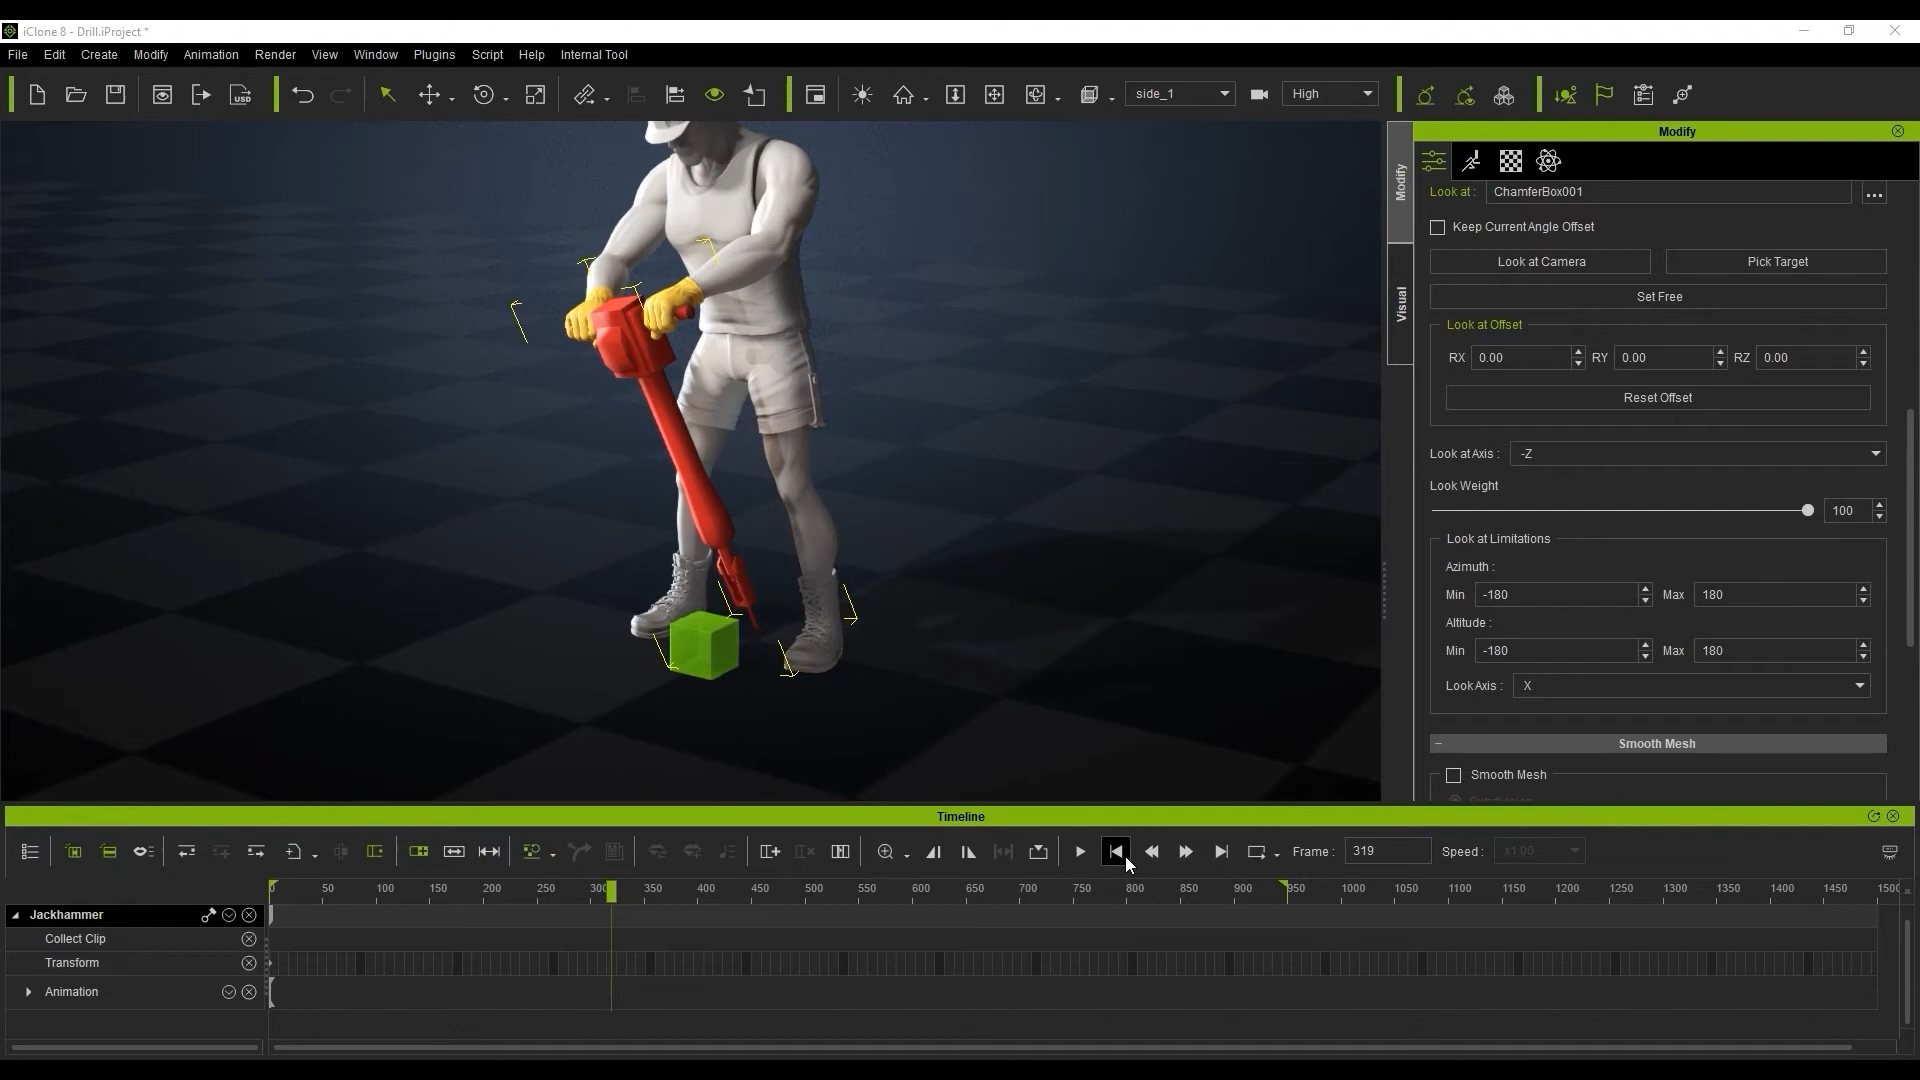 iClone 8 - Drill.iProject *
File Edit Create Modify Animation Render View Window Plugins Script Help Internal Tool
USD
side_1
High
Modify
Modify
Visual
Look at : ChamferBox001 ...
Keep Current Angle Offset
Look at Camera Pick Target
Set Free
Look at Offset
RX 0.00 RY 0.00 RZ 0.00
Reset Offset
Look at Axis : -Z
Look Weight
100
Look at Limitations
Azimuth :
Min -180 Max 180
Altitude :
Min -180 Max 180
Look Axis : X
Smooth Mesh
Smooth Mesh
Timeline
Frame : 319 Speed : x1.00
0 50 100 150 200 250 300 350 400 450 500 550 600 650 700 750 800 850 900 950 1000 1050 1100 1150 1200 1250 1300 1350 1400 1450 1500
Jackhammer
Collect Clip
Transform
Animation